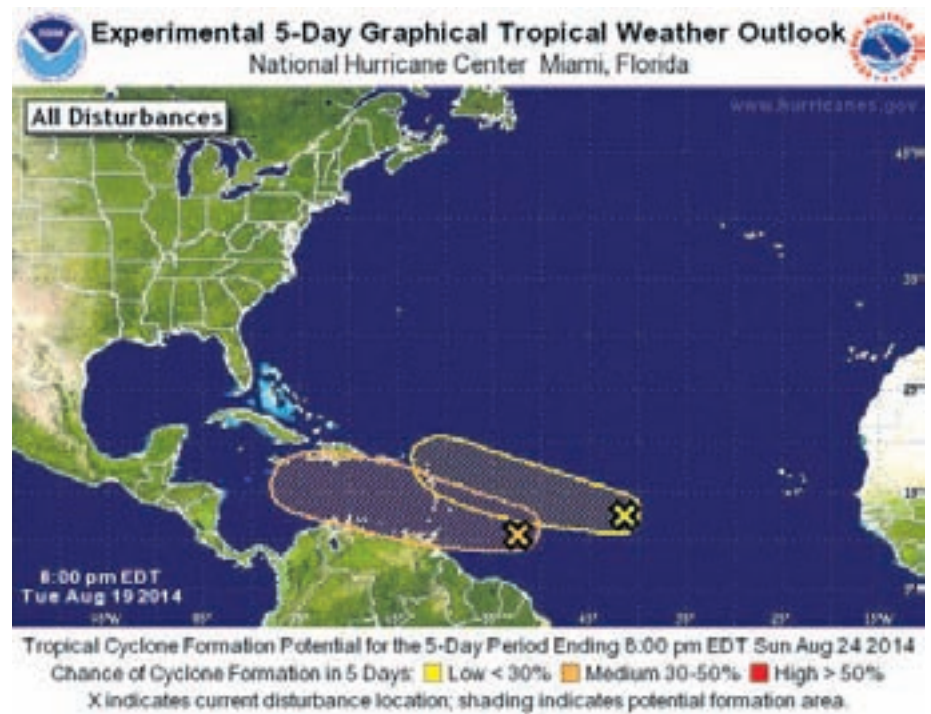 Experimental 5-Day Graphical Tropical Weather Outlook
National Hurricane Center Miami, Florida
All Disturbances
www.hurricanes.gov
8:00 pm EDT
Tue Aug 19 2014
Tropical Cyclone Formation Potential for the 5-Day Period Ending 8:00 pm EDT Sun Aug 24 2014
Chance of Cyclone Formation in 5 Days: Low < 30% Medium 30-50% High > 50%
X indicates current disturbance location; shading indicates potential formation area.